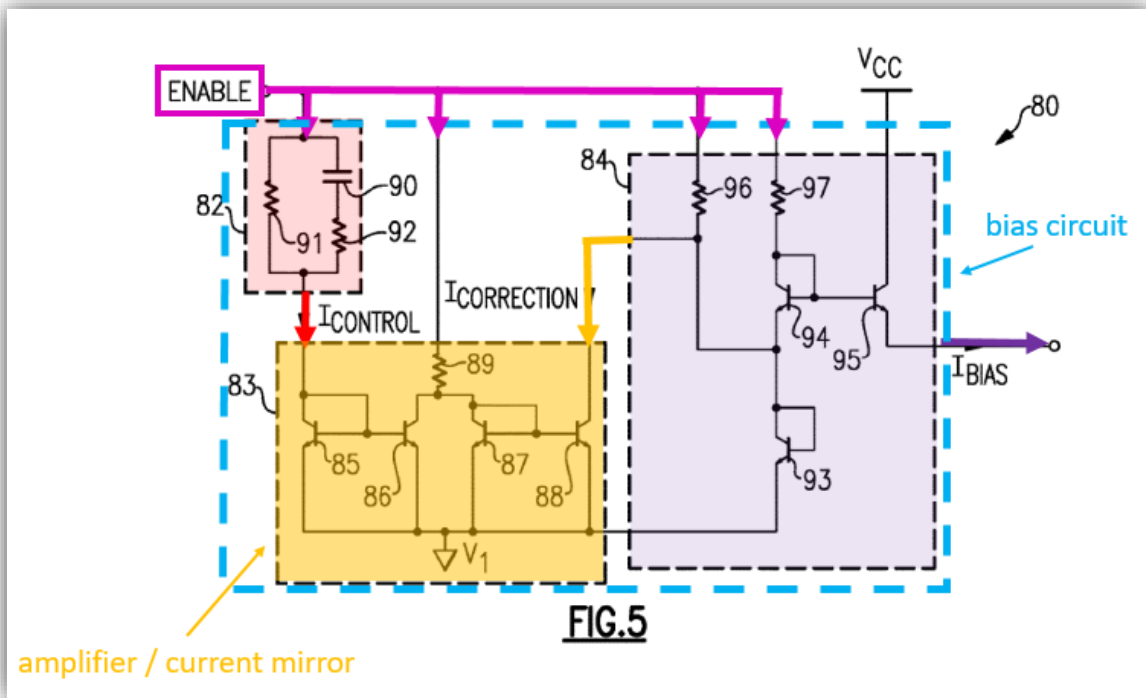 VCC
ENABLE
80
84
90
96
97
82
91
92
bias circuit
ICORRECTION
ICONTROL
94
95
IBIAS
89
83
85
87
93
86
88
V1
FIG.5
amplifier / current mirror